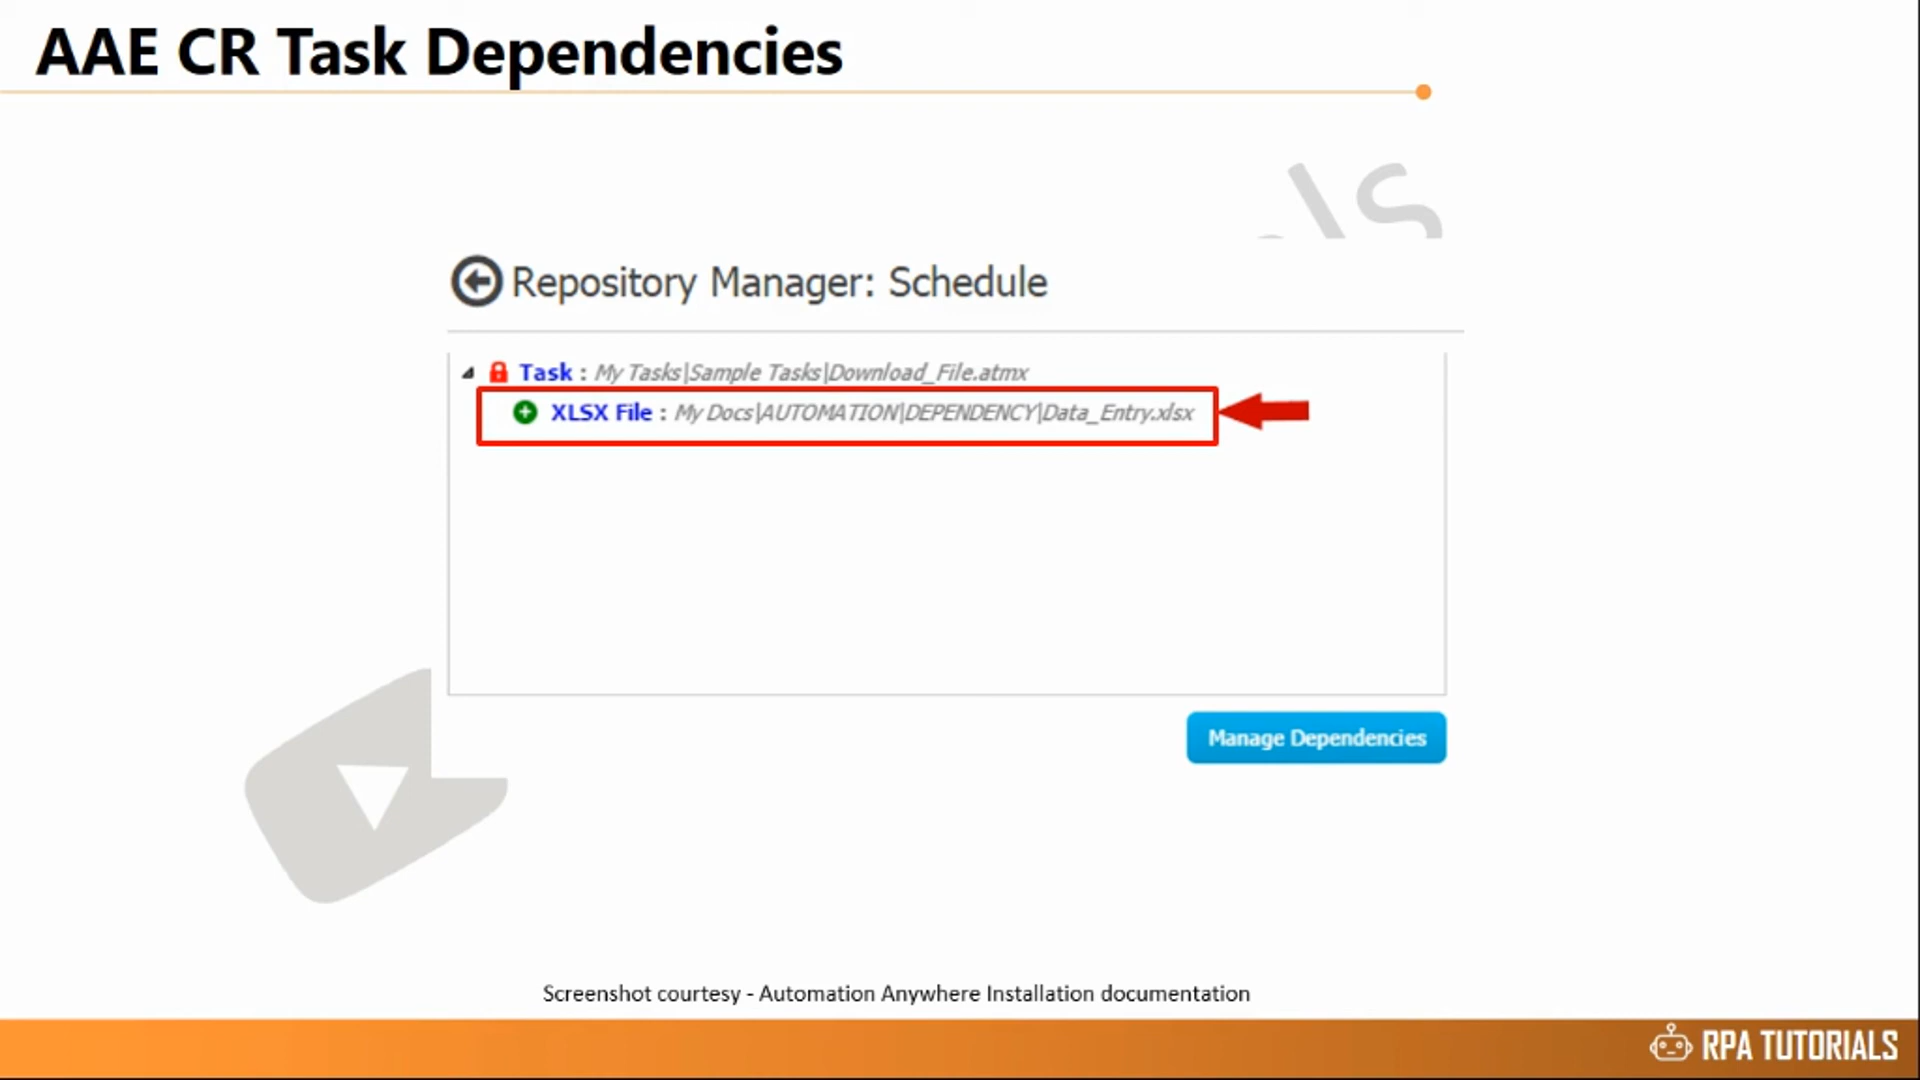 AAE CR Task Dependencies
Repository Manager: Schedule
Task : My Tasks|Sample Tasks|Download_File.atmx
XLSX File : My Docs|AUTOMATION|DEPENDENCY|Data_Entry.xlsx
Manage Dependencies
Screenshot courtesy - Automation Anywhere Installation documentation
RPA TUTORIALS